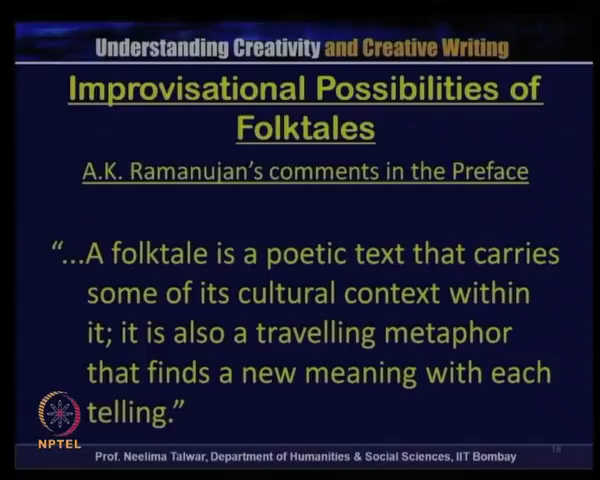 Understanding Creativity and Creative Writing
Improvisational Possibilities of
Folktales
A.K. Ramanujan's comments in the Preface
“...A folktale is a poetic text that carries
some of its cultural context within
it; it is also a travelling metaphor
that finds a new meaning with each
telling.”
NPTEL
Prof. Neelima Talwar, Department of Humanities & Social Sciences, IIT Bombay
18